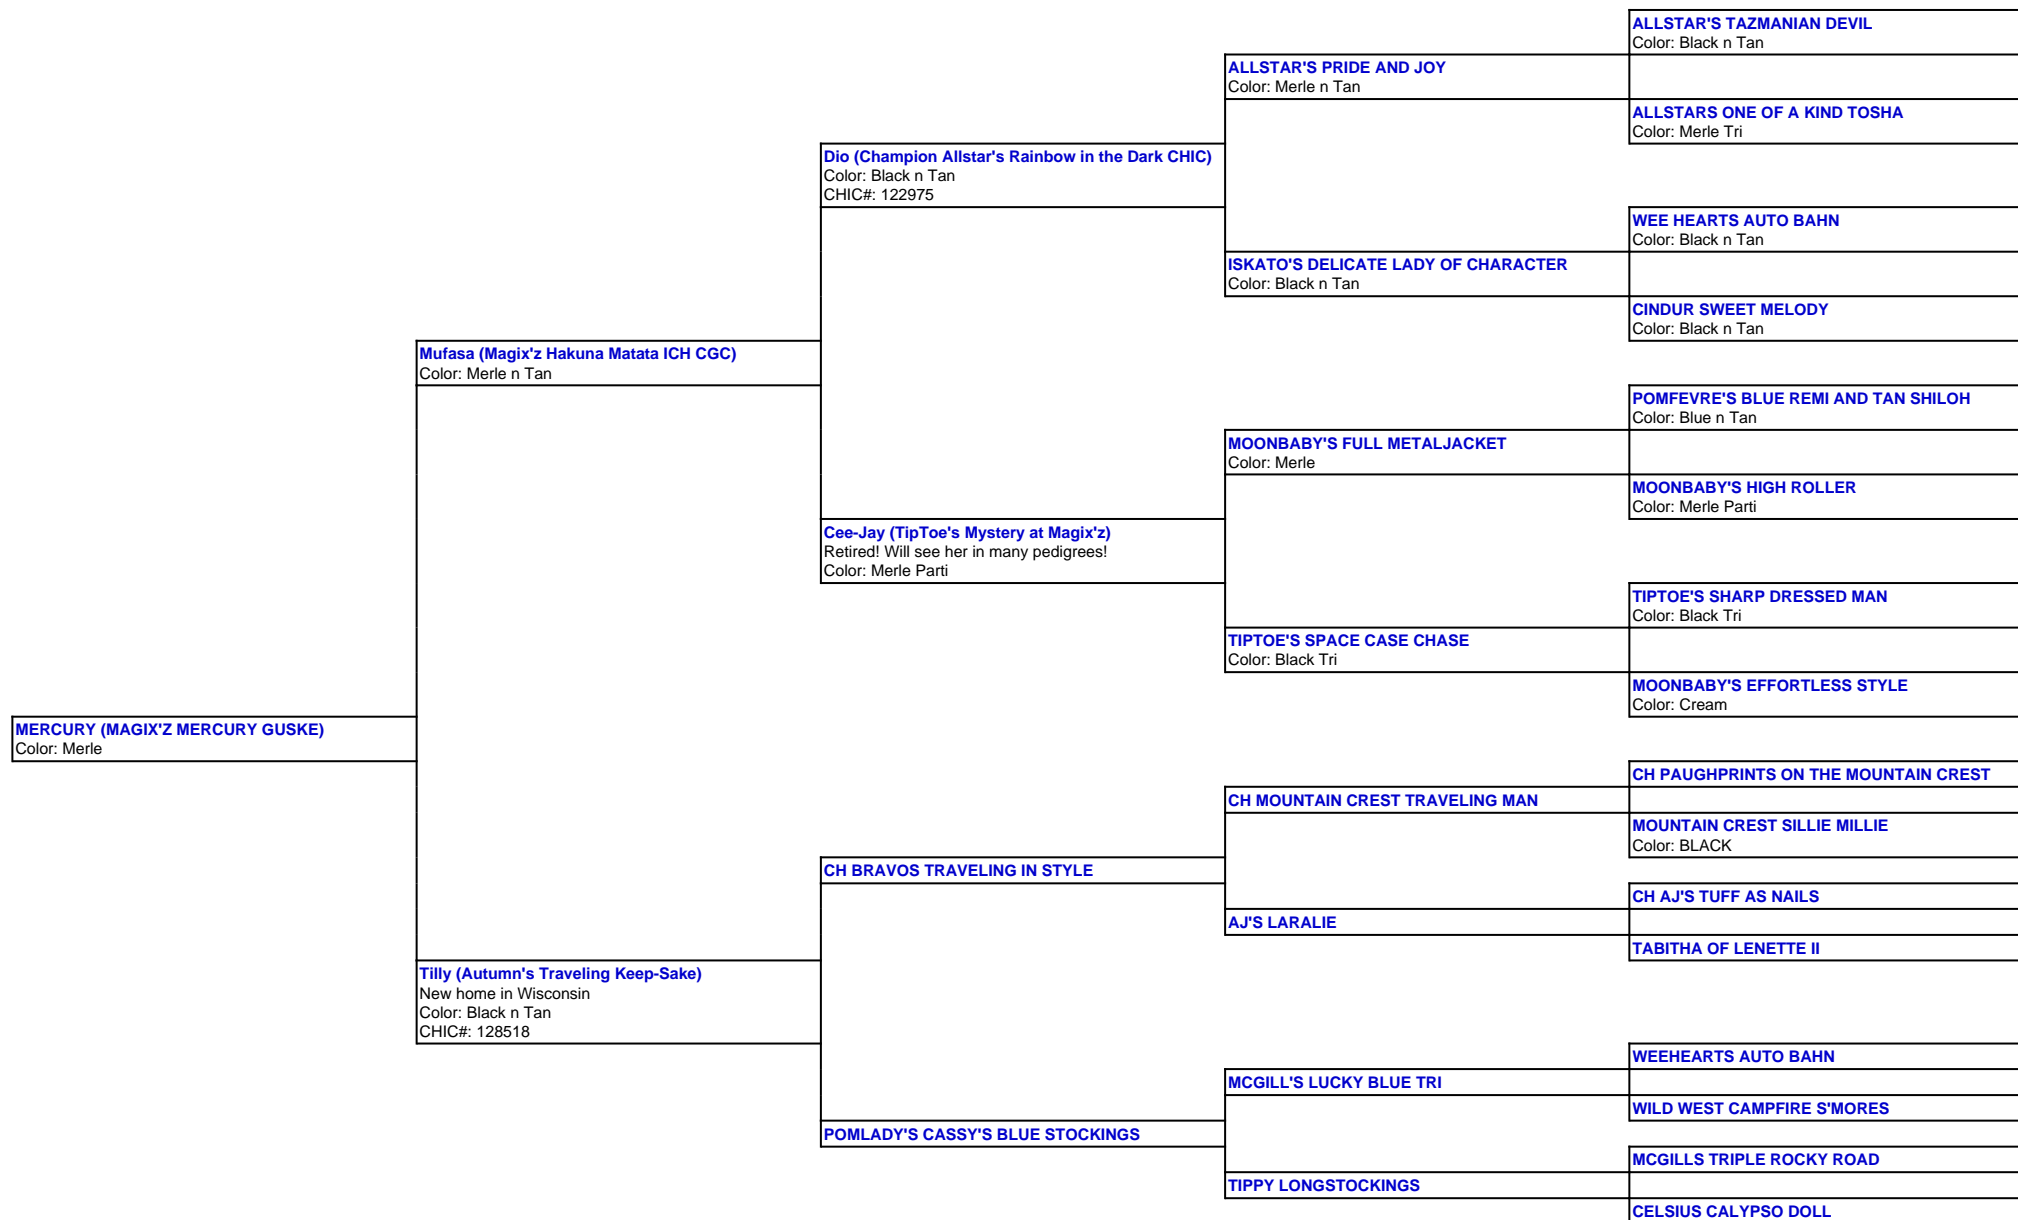 MERCURY (MAGIX'Z MERCURY GUSKE)
Color: Merle
Mufasa (Magix'z Hakuna Matata ICH CGC)
Color: Merle n Tan
Tilly (Autumn's Traveling Keep-Sake)
New home in Wisconsin
Color: Black n Tan
CHIC#: 128518
Dio (Champion Allstar's Rainbow in the Dark CHIC)
Color: Black n Tan
CHIC#: 122975
Cee-Jay (TipToe's Mystery at Magix'z)
Retired! Will see her in many pedigrees!
Color: Merle Parti
CH BRAVOS TRAVELING IN STYLE
POMLADY'S CASSY'S BLUE STOCKINGS
ALLSTAR'S PRIDE AND JOY
Color: Merle n Tan
ISKATO'S DELICATE LADY OF CHARACTER
Color: Black n Tan
MOONBABY'S FULL METALJACKET
Color: Merle
TIPTOE'S SPACE CASE CHASE
Color: Black Tri
CH MOUNTAIN CREST TRAVELING MAN
AJ'S LARALIE
MCGILL'S LUCKY BLUE TRI
TIPPY LONGSTOCKINGS
ALLSTAR'S TAZMANIAN DEVIL
Color: Black n Tan
ALLSTARS ONE OF A KIND TOSHA
Color: Merle Tri
WEE HEARTS AUTO BAHN
Color: Black n Tan
CINDUR SWEET MELODY
Color: Black n Tan
POMFEVRE'S BLUE REMI AND TAN SHILOH
Color: Blue n Tan
MOONBABY'S HIGH ROLLER
Color: Merle Parti
TIPTOE'S SHARP DRESSED MAN
Color: Black Tri
MOONBABY'S EFFORTLESS STYLE
Color: Cream
CH PAUGHPRINTS ON THE MOUNTAIN CREST
MOUNTAIN CREST SILLIE MILLIE
Color: BLACK
CH AJ'S TUFF AS NAILS
TABITHA OF LENETTE II
WEEHEARTS AUTO BAHN
WILD WEST CAMPFIRE S'MORES
MCGILLS TRIPLE ROCKY ROAD
CELSIUS CALYPSO DOLL